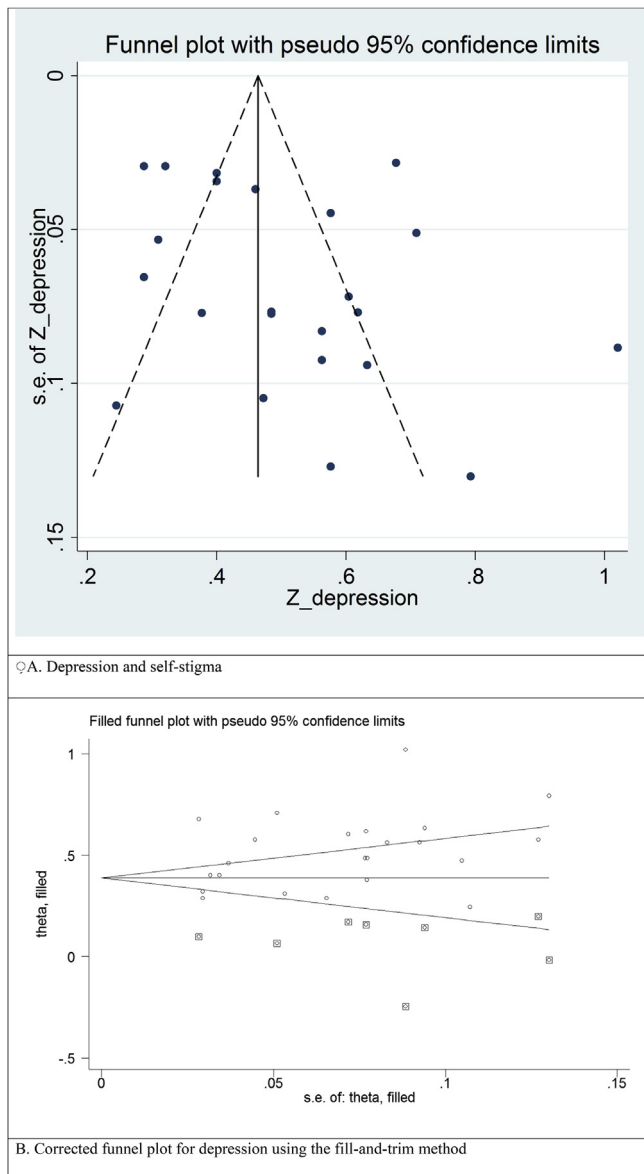 Funnel plot with pseudo 95% confidence limits
0
.05
.1
.15
s.e. of Z_depression
.2 .4 .6 .8 1
Z_depression
A. Depression and self-stigma
Filled funnel plot with pseudo 95% confidence limits
1
.5
0
-.5
theta, filled
0 .05 .1 .15
s.e. of: theta, filled
B. Corrected funnel plot for depression using the fill-and-trim method